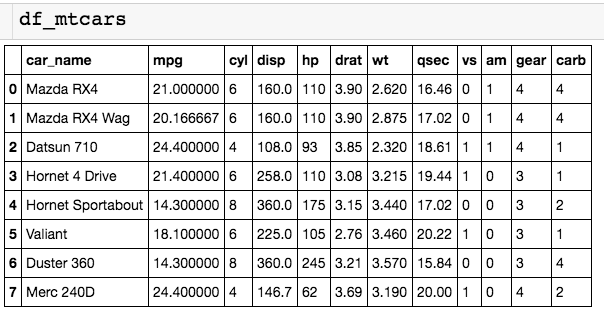 df_mtcars
car_name mpg cyl disp hp drat wt qsec vs am gear carb
0 Mazda RX4 21.000000 6 160.0 110 3.90 2.620 16.46 0 1 4 4
1 Mazda RX4 Wag 20.166667 6 160.0 110 3.90 2.875 17.02 0 1 4 4
2 Datsun 710 24.400000 4 108.0 93 3.85 2.320 18.61 1 1 4 1
3 Hornet 4 Drive 21.400000 6 258.0 110 3.08 3.215 19.44 1 0 3 1
4 Hornet Sportabout 14.300000 8 360.0 175 3.15 3.440 17.02 0 0 3 2
5 Valiant 18.100000 6 225.0 105 2.76 3.460 20.22 1 0 3 1
6 Duster 360 14.300000 8 360.0 245 3.21 3.570 15.84 0 0 3 4
7 Merc 240D 24.400000 4 146.7 62 3.69 3.190 20.00 1 0 4 2